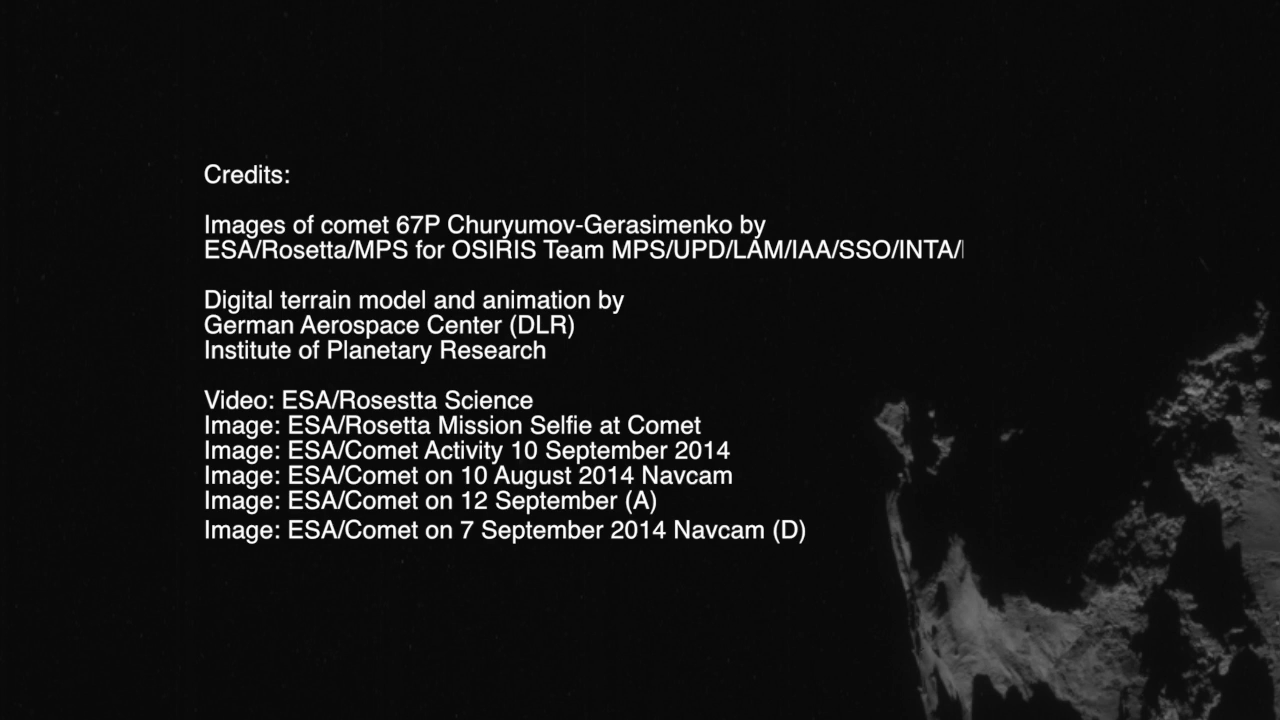 Credits:
Images of comet 67P Churyumov-Gerasimenko by
ESA/Rosetta/MPS for OSIRIS Team MPS/UPD/LAM/IAA/SSO/INTA/
Digital terrain model and animation by
German Aerospace Center (DLR)
Institute of Planetary Research
Video: ESA/Rosestta Science
Image: ESA/Rosetta Mission Selfie at Comet
Image: ESA/Comet Activity 10 September 2014
Image: ESA/Comet on 10 August 2014 Navcam
Image: ESA/Comet on 12 September (A)
Image: ESA/Comet on 7 September 2014 Navcam (D)